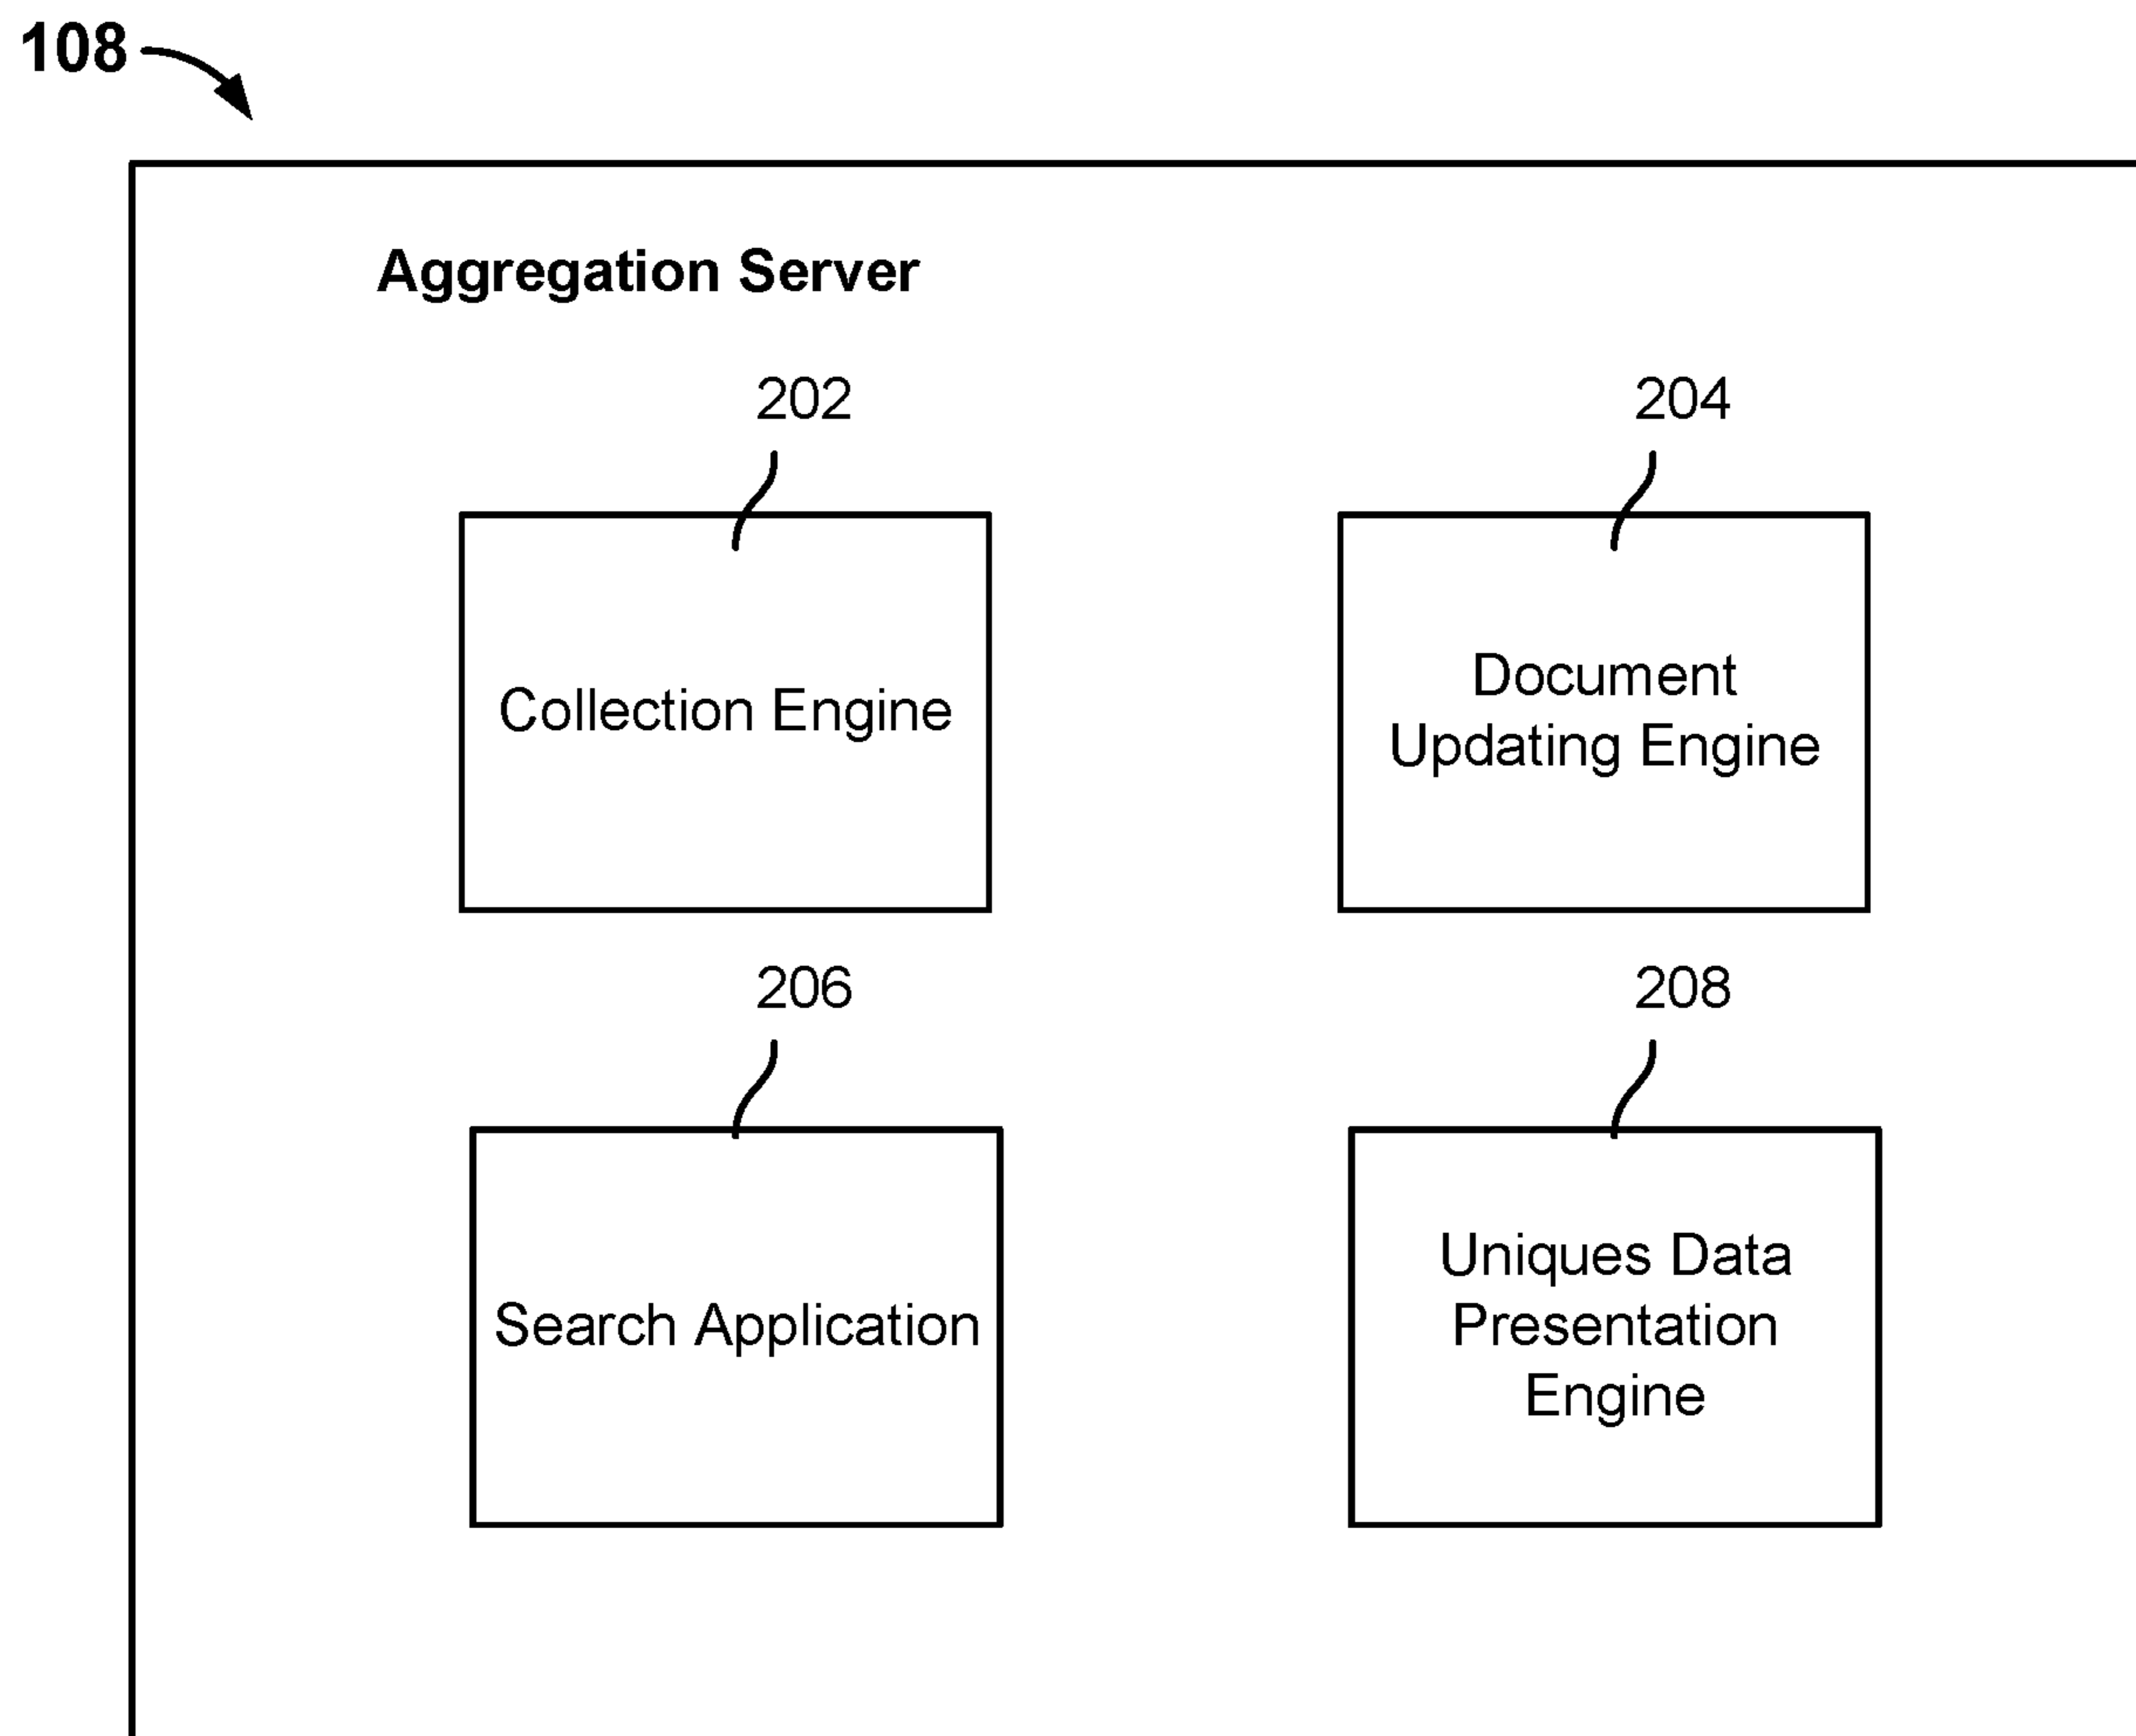 108
Aggregation Server
202
204
Collection Engine
Document
Updating Engine
206
208
Search Application
Uniques Data
Presentation
Engine